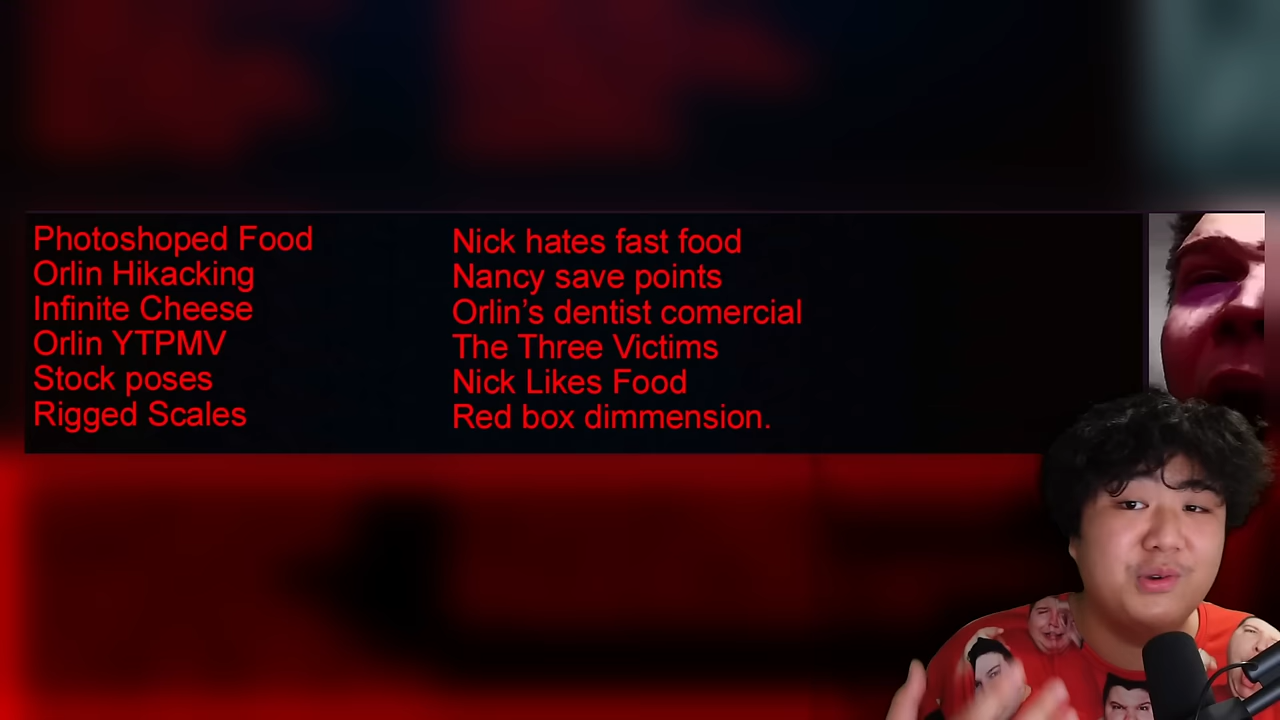 Photoshoped Food
Orlin Hikacking
Infinite Cheese
Orlin YTPMV
Stock poses
Rigged Scales
Nick hates fast food
Nancy save points
Orlin’s dentist comercial
The Three Victims
Nick Likes Food
Red box dimmension.